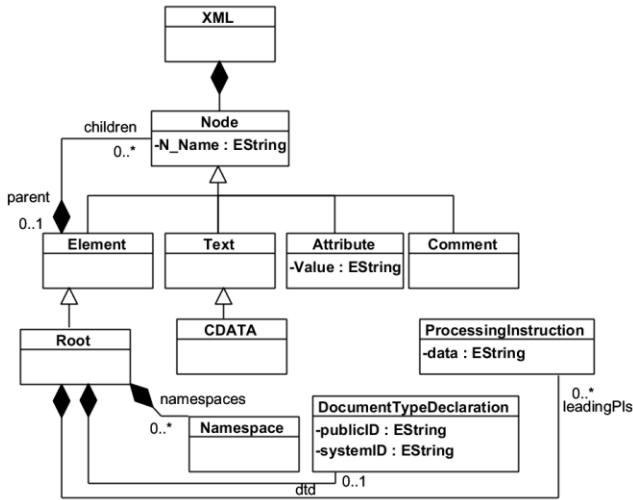 XML
Node
-N_Name : EString
children
0..*
parent
0..1
Element
Text
Attribute
-Value : EString
Comment
Root
CDATA
ProcessingInstruction
-data : EString
namespaces
0..*
Namespace
DocumentTypeDeclaration
-publicID : EString
-systemID : EString
0..*
leadingPIs
0..1
dtd